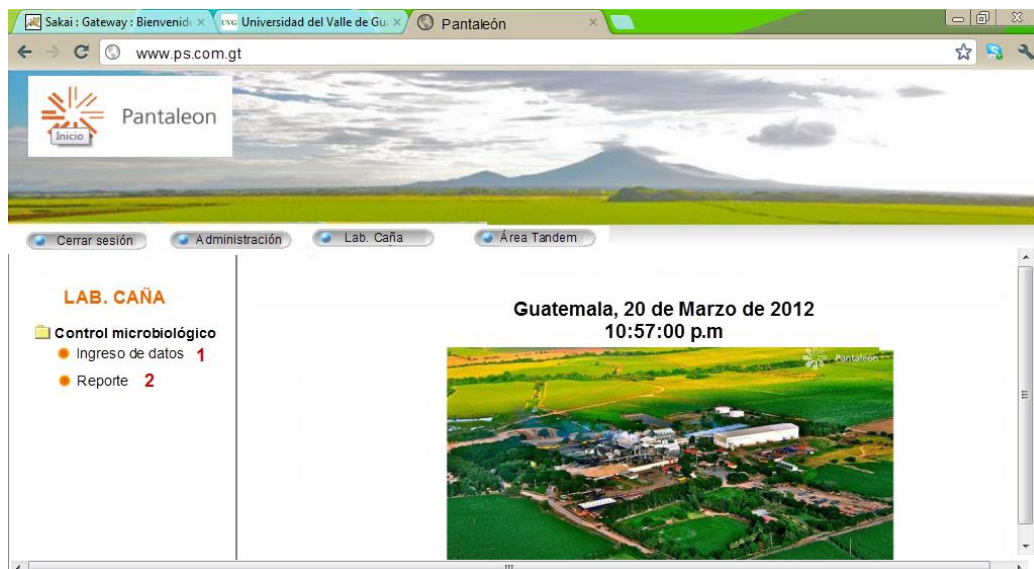 Sakai : Gateway : Bienvenid
UVG Universidad del Valle de Gu
Pantaleón
www.ps.com.gt
Pantaleon
Inicio
Cerrar sesión
Administración
Lab. Caña
Área Tandem
LAB. CAÑA
Control microbiológico
Ingreso de datos 1
Reporte 2
Guatemala, 20 de Marzo de 2012
10:57:00 p.m
Pantaleon